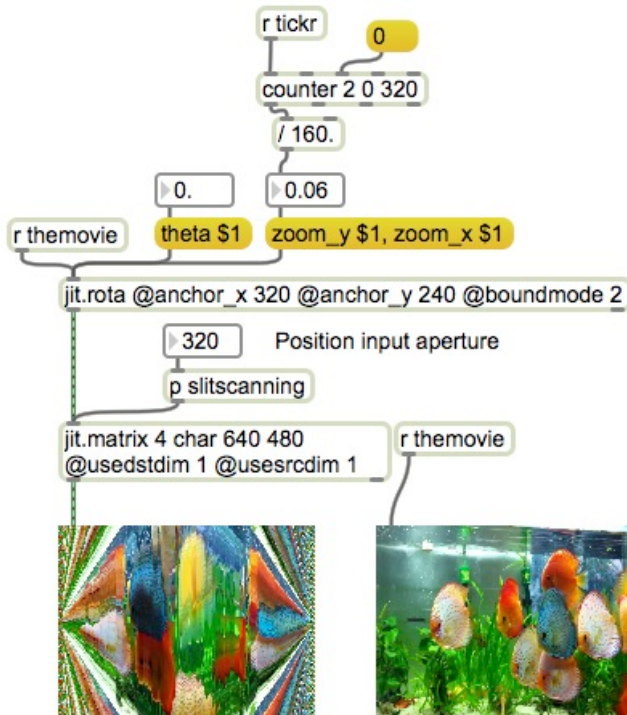 r tickr
0
counter 2 0 320
/ 160.
0.
0.06
r themovie
theta $1
zoom_y $1, zoom_x $1
jit.rota @anchor_x 320 @anchor_y 240 @boundmode 2
320
Position input aperture
p slitscanning
jit.matrix 4 char 640 480
@usedstdim 1 @usesrcdim 1
r themovie